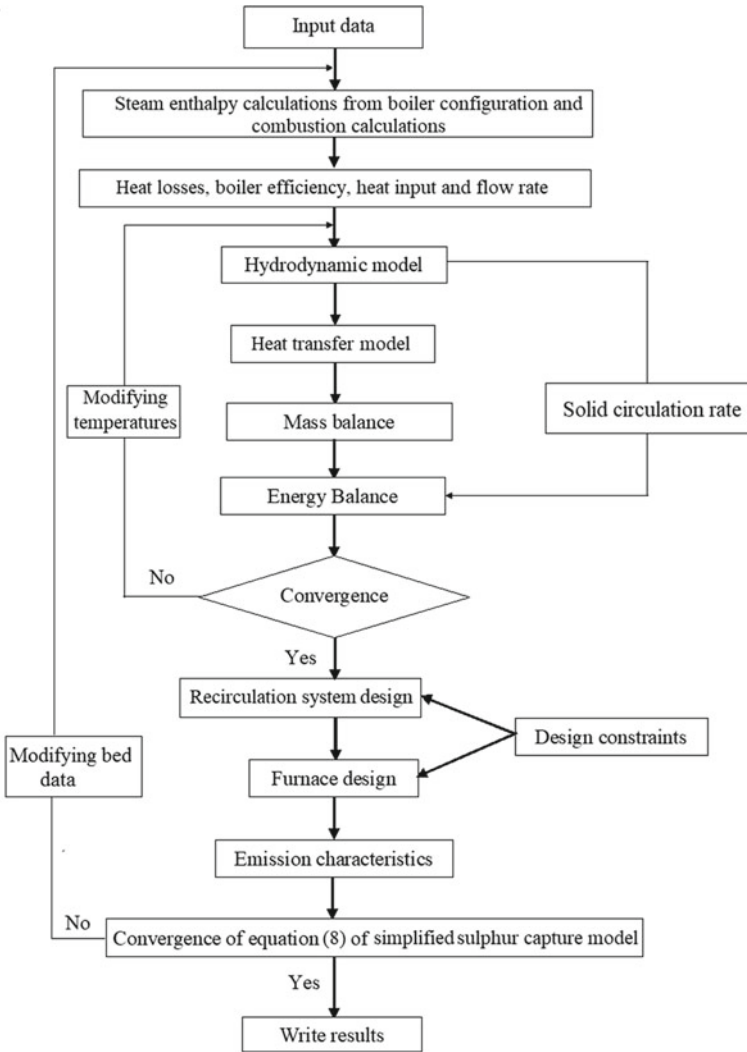 Input data
Steam enthalpy calculations from boiler configuration and
combustion calculations
Heat losses, boiler efficiency, heat input and flow rate
Hydrodynamic model
Heat transfer model
Modifying
temperatures
Solid circulation rate
Mass balance
Energy Balance
No
Convergence
Yes
Recirculation system design
Design constraints
Modifying bed
data
Furnace design
Emission characteristics
No
Convergence of equation (8) of simplified sulphur capture model
Yes
Write results